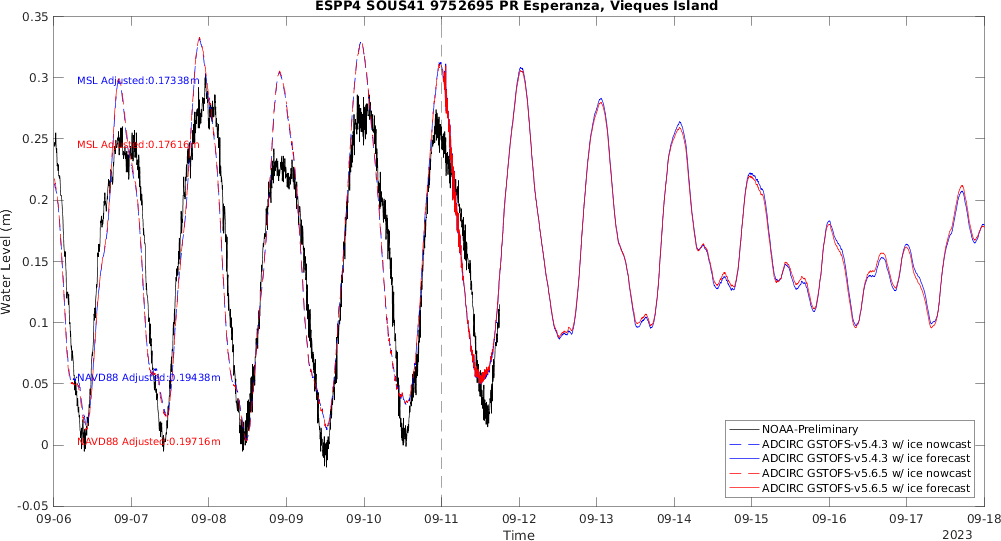 ESPP4 SOUS41 9752695 PR Esperanza, Vieques Island
0.35
0.3
0.25
0.2
0.15
0.1
0.05
0
-0.05
Water Level (m)
MSL Adjusted:0.17338m
MSL Adjusted:0.17616m
NAVD88 Adjusted:0.19438m
NAVD88 Adjusted:0.19716m
NOAA-Preliminary
ADCIRC GSTOFS-v5.4.3 w/ ice nowcast
ADCIRC GSTOFS-v5.4.3 w/ ice forecast
ADCIRC GSTOFS-v5.6.5 w/ ice nowcast
ADCIRC GSTOFS-v5.6.5 w/ ice forecast
09-06 09-07 09-08 09-09 09-10 09-11 09-12 09-13 09-14 09-15 09-16 09-17 09-18
Time
2023